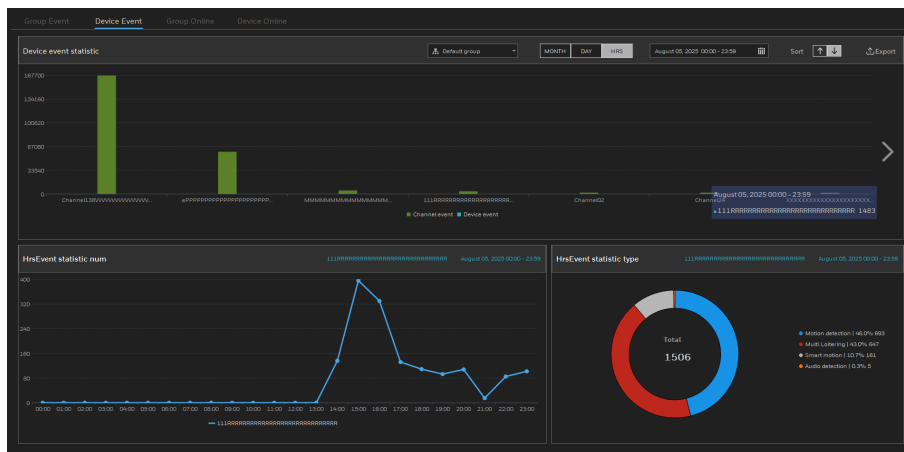 Group Event Device Event Group Online Device Online
Device event statistic Default group MONTH DAY HRS August 05, 2025 00:00 - 23:59 Sort Export
167700
134160
100620
67080
33540
0
August 05, 2025 00:00 - 23:59
111RRRRRRRRRRRRRRRRRRRRRRRRRRRR 1483
MMMMMMMMMMMMMMMMM... 111RRRRRRRRRRRRRRRRRRR... Channel02
Channel event Device event
HrsEvent statistic num 111RRRRRRRRRRRRRRRRRRRRRRRRRRRR August 05, 2025 00:00 - 23:59
400
320
240
160
80
0
00:00 01:00 02:00 03:00 04:00 05:00 06:00 07:00 08:00 09:00 10:00 11:00 12:00 13:00 14:00 15:00 16:00 17:00 18:00 19:00 20:00 21:00 22:00 23:00
111RRRRRRRRRRRRRRRRRRRRRRRRRRRR
HrsEvent statistic type 111RRRRRRRRRRRRRRRRRRRRRRRRRRRR August 05, 2025 00:00 - 23:59
Total
1506
Motion detection | 46.0% 693
Multi Loitering | 43.0% 647
Smart motion | 10.7% 161
Audio detection | 0.3% 5